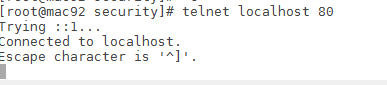 [root@mac92 security]# telnet localhost 80
Trying ::1...
Connected to localhost.
Escape character is '^]'.